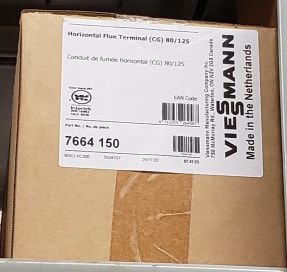 Horizontal Flue Terminal (CG) 80/125
Conduit de fumée horizontal (CG) 80/125
EAN Code
Part No. / No. de pièce
7664 150
VIESMANN
Viessmann Manufacturing Company Inc.
750 McMurray Rd., Waterloo, ON N2V 2G5 Canada
Made in the Netherlands